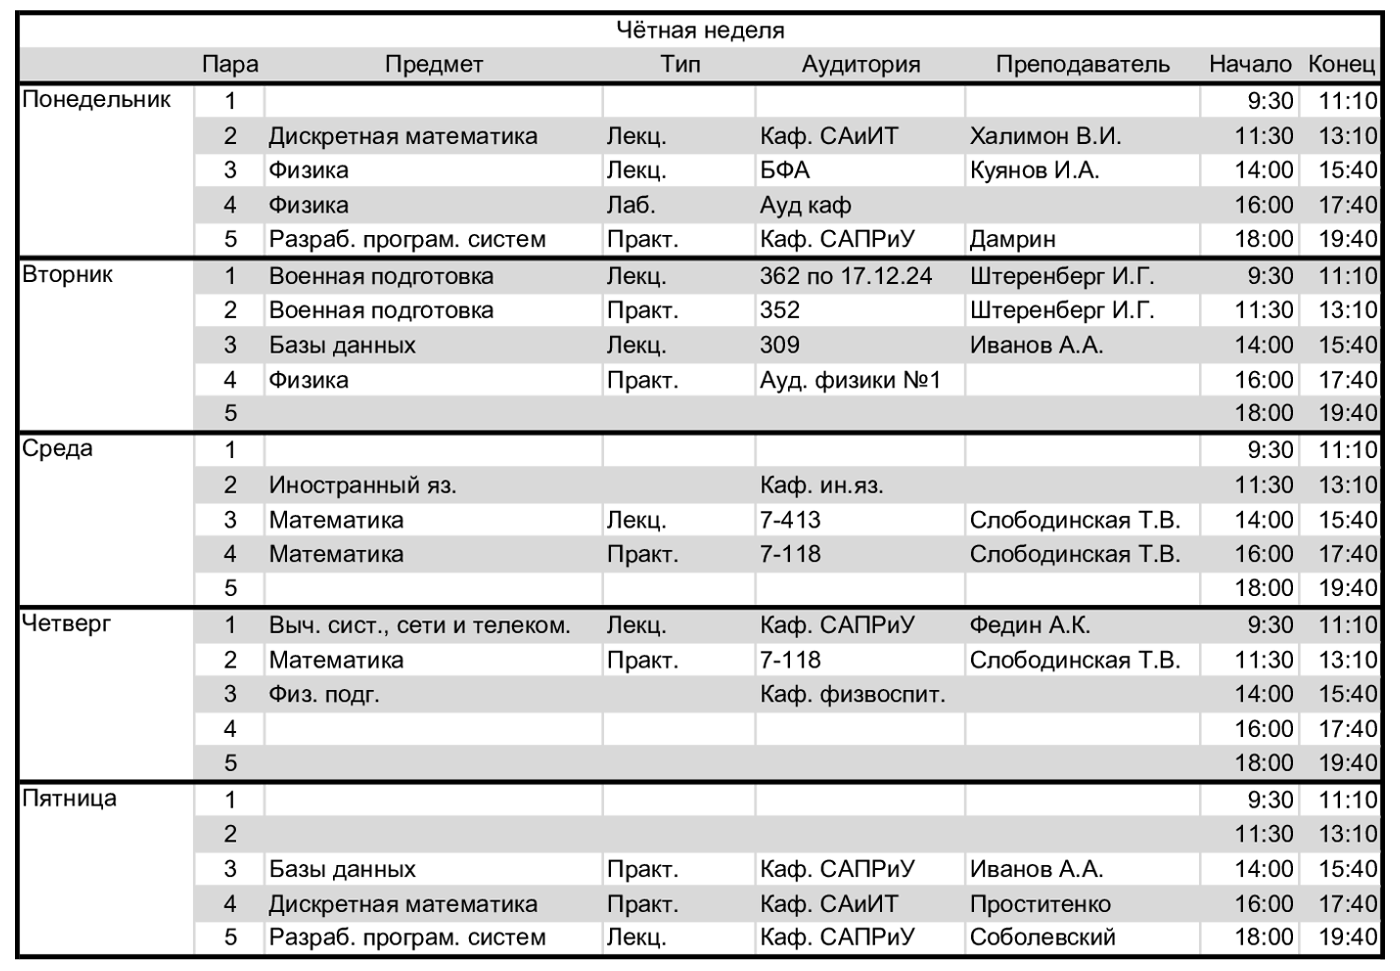 Чётная неделя
Пара Предмет Тип Аудитория Преподаватель Начало Конец
Понедельник 1 9:30 11:10
2 Дискретная математика Лекц. Каф. САиИТ Халимон В.И. 11:30 13:10
3 Физика Лекц. БФА Куянов И.А. 14:00 15:40
4 Физика Лаб. Ауд каф 16:00 17:40
5 Разраб. програм. систем Практ. Каф. САПРиУ Дамрин 18:00 19:40
Вторник 1 Военная подготовка Лекц. 362 по 17.12.24 Штеренберг И.Г. 9:30 11:10
2 Военная подготовка Практ. 352 Штеренберг И.Г. 11:30 13:10
3 Базы данных Лекц. 309 Иванов А.А. 14:00 15:40
4 Физика Практ. Ауд. физики №1 16:00 17:40
5 18:00 19:40
Среда 1 9:30 11:10
2 Иностранный яз. Каф. ин.яз. 11:30 13:10
3 Математика Лекц. 7-413 Слободинская Т.В. 14:00 15:40
4 Математика Практ. 7-118 Слободинская Т.В. 16:00 17:40
5 18:00 19:40
Четверг 1 Выч. сист., сети и телеком. Лекц. Каф. САПРиУ Федин А.К. 9:30 11:10
2 Математика Практ. 7-118 Слободинская Т.В. 11:30 13:10
3 Физ. подг. Каф. физвоспит. 14:00 15:40
4 16:00 17:40
5 18:00 19:40
Пятница 1 9:30 11:10
2 11:30 13:10
3 Базы данных Практ. Каф. САПРиУ Иванов А.А. 14:00 15:40
4 Дискретная математика Практ. Каф. САиИТ Проститенко 16:00 17:40
5 Разраб. програм. систем Лекц. Каф. САПРиУ Соболевский 18:00 19:40